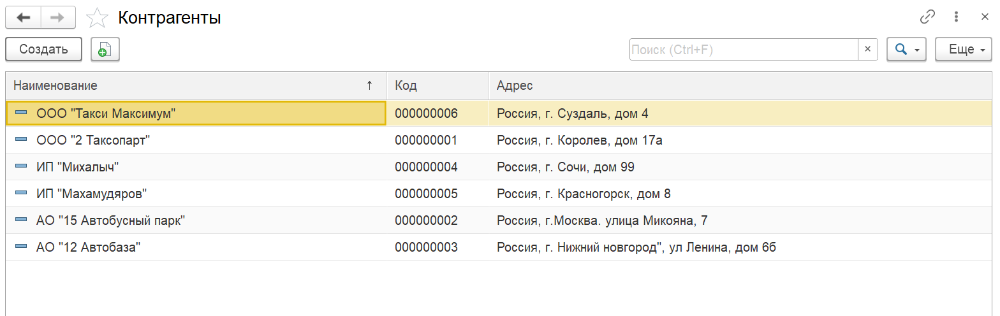 Контрагенты
Создать Поиск (Ctrl+F) × Еще
Наименование ↑ Код Адрес
ООО "Такси Максимум" 000000006 Россия, г. Суздаль, дом 4
ООО "2 Таксопарт" 000000001 Россия, г. Королев, дом 17а
ИП "Михалыч" 000000004 Россия, г. Сочи, дом 99
ИП "Махамудяров" 000000005 Россия, г. Красногорск, дом 8
АО "15 Автобусный парк" 000000002 Россия, г.Москва. улица Микояна, 7
АО "12 Автобаза" 000000003 Россия, г. Нижний новгород", ул Ленина, дом 6б